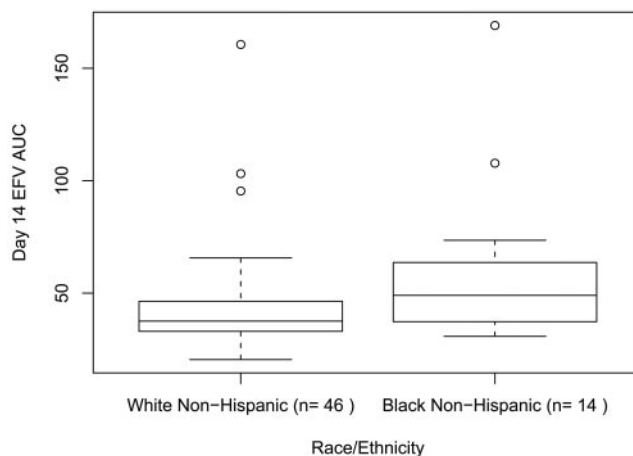 Day 14 EFV AUC
150
100
50
White Non−Hispanic (n= 46 )
Black Non−Hispanic (n= 14 )
Race/Ethnicity